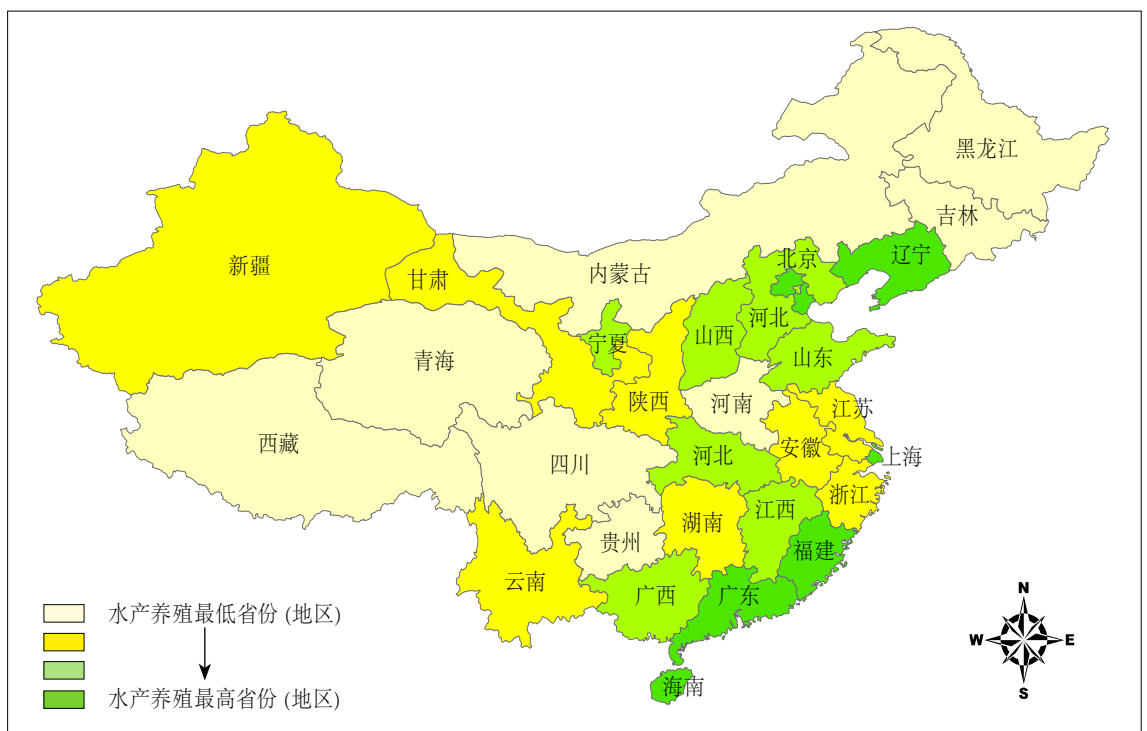 黑龙江
吉林
辽宁
新疆
甘肃
内蒙古
北京
河北
山西
宁夏
山东
青海
陕西
河南
江苏
西藏
四川
河北
安徽
上海
浙江
江西
湖南
贵州
福建
云南
广西
广东
海南
水产养殖最低省份 (地区)
水产养殖最高省份 (地区)
N
W
E
S